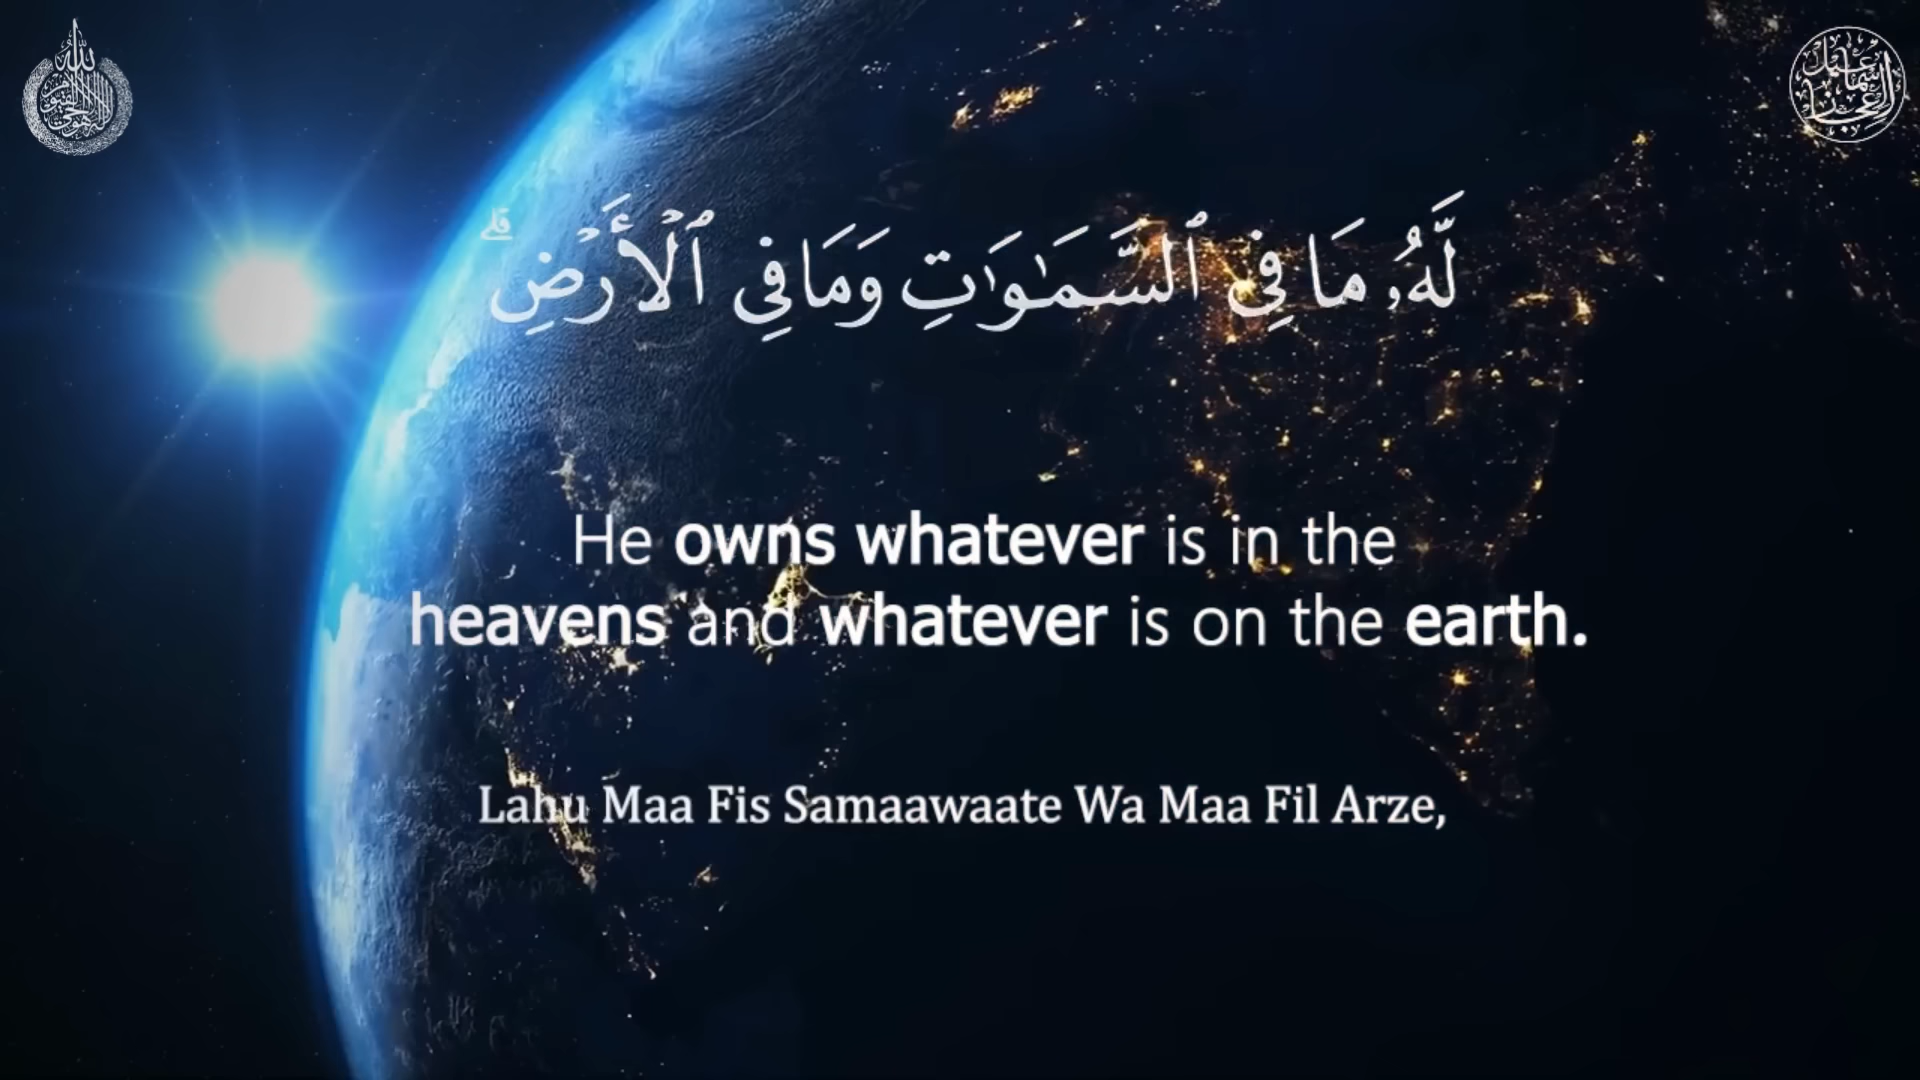 لَّهُۥ مَا فِى ٱلسَّمَـٰوَٰتِ وَمَا فِى ٱلْأَرْضِ ۗ
He owns whatever is in the
heavens and whatever is on the earth.
Lahu Maa Fis Samaawaate Wa Maa Fil Arze,